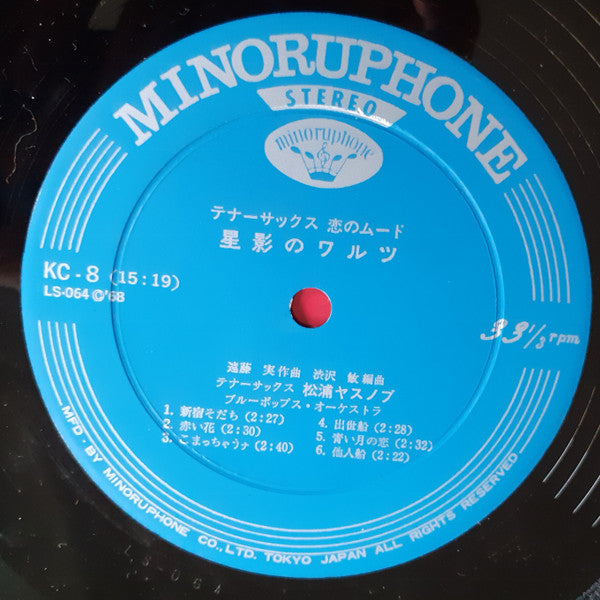 MINORUPHONE
STEREO
minoruphone
テナーサックス 恋のムード
星影のワルツ
KC-8 (15:19)
LS-064 ©'68
33 1/3 rpm
遠藤 実作曲 渋沢 敏編曲
テナーサックス 松浦ヤスノブ
ブルーポップス・オーケストラ
1. 新宿そだち (2:27)
2. 赤い花 (2:30)
3. こまっちゃうナ (2:40)
4. 出世船 (2:28)
5. 青い月の恋 (2:32)
6. 他人船 (2:22)
MFD. BY MINORUPHONE CO., LTD. TOKYO JAPAN ALL RIGHTS RESERVED